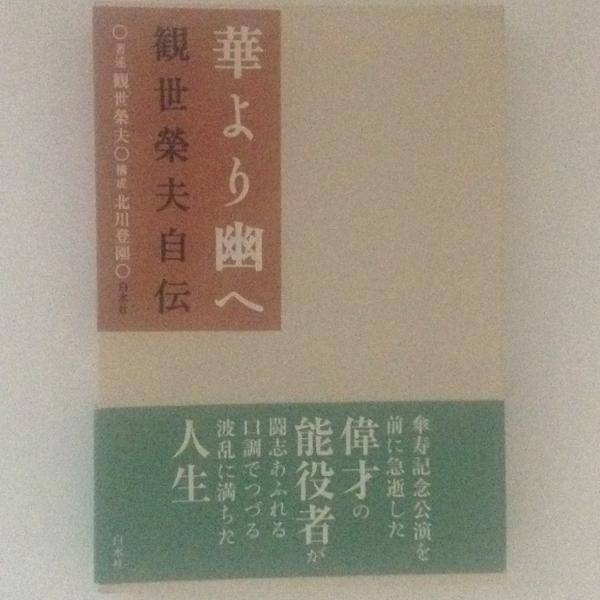 華より幽へ
観世榮夫自伝
○著述 観世榮夫○構成 北川登園○白水社
傘寿記念公演を
前に急逝した
偉才の
能役者が
闘志あふれる
口調でつづる
波乱に満ちた
人生
白水社